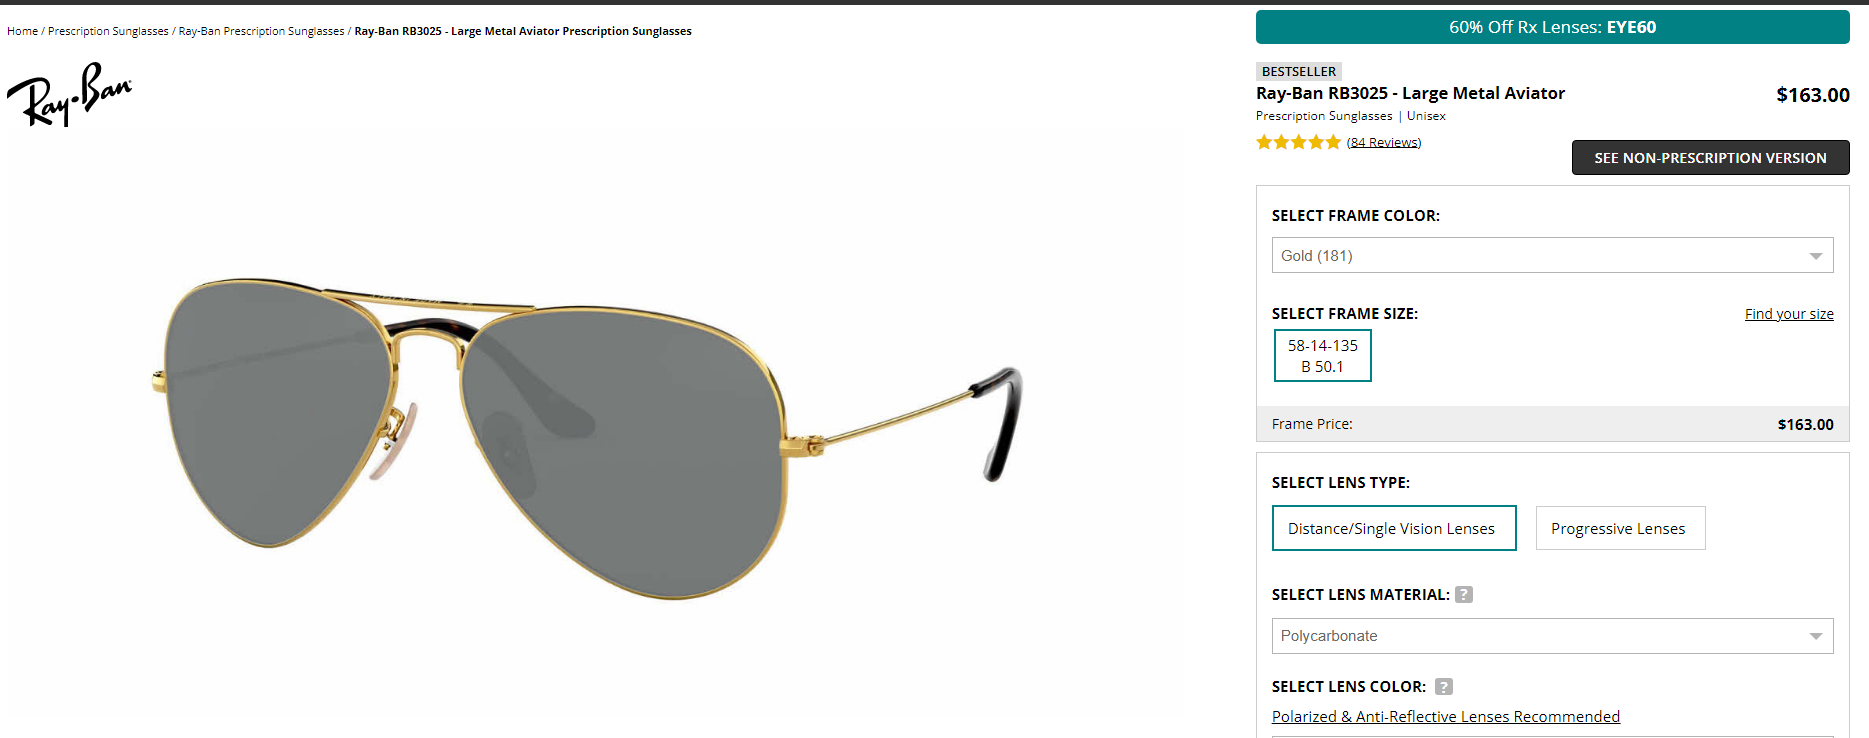 Home / Prescription Sunglasses / Ray-Ban Prescription Sunglasses / Ray-Ban RB3025 - Large Metal Aviator Prescription Sunglasses
Ray-Ban
60% Off Rx Lenses: EYE60
BESTSELLER
Ray-Ban RB3025 - Large Metal Aviator
$163.00
Prescription Sunglasses | Unisex
(84 Reviews)
SEE NON-PRESCRIPTION VERSION
SELECT FRAME COLOR:
Gold (181)
SELECT FRAME SIZE:
Find your size
58-14-135
B 50.1
Frame Price:
$163.00
SELECT LENS TYPE:
Distance/Single Vision Lenses
Progressive Lenses
SELECT LENS MATERIAL: ?
Polycarbonate
SELECT LENS COLOR: ?
Polarized & Anti-Reflective Lenses Recommended